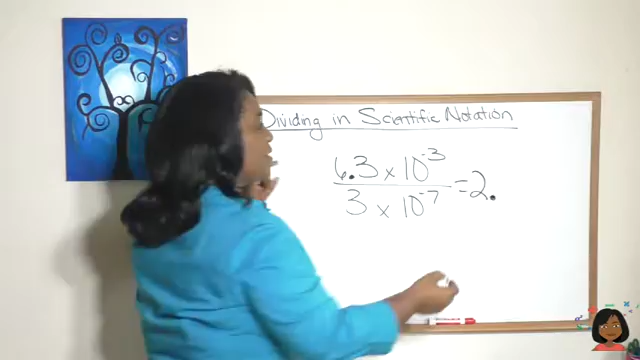 Dividing in Scientific Notation
6.3 x 10⁻³
3 x 10⁻⁷
=2.